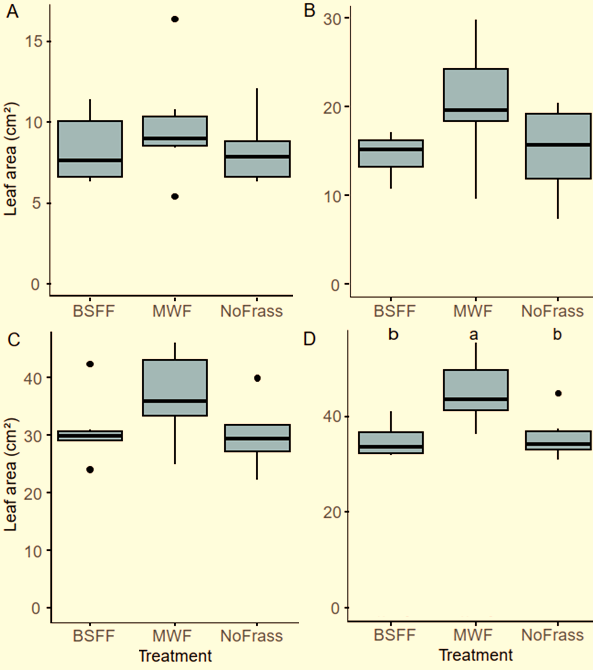 A
Leaf area (cm²)
15
10
5
0
BSFF MWF NoFrass
B
30
20
10
0
BSFF MWF NoFrass
C
Leaf area (cm²)
40
30
20
10
0
BSFF MWF NoFrass
Treatment
D
b a b
40
20
0
BSFF MWF NoFrass
Treatment